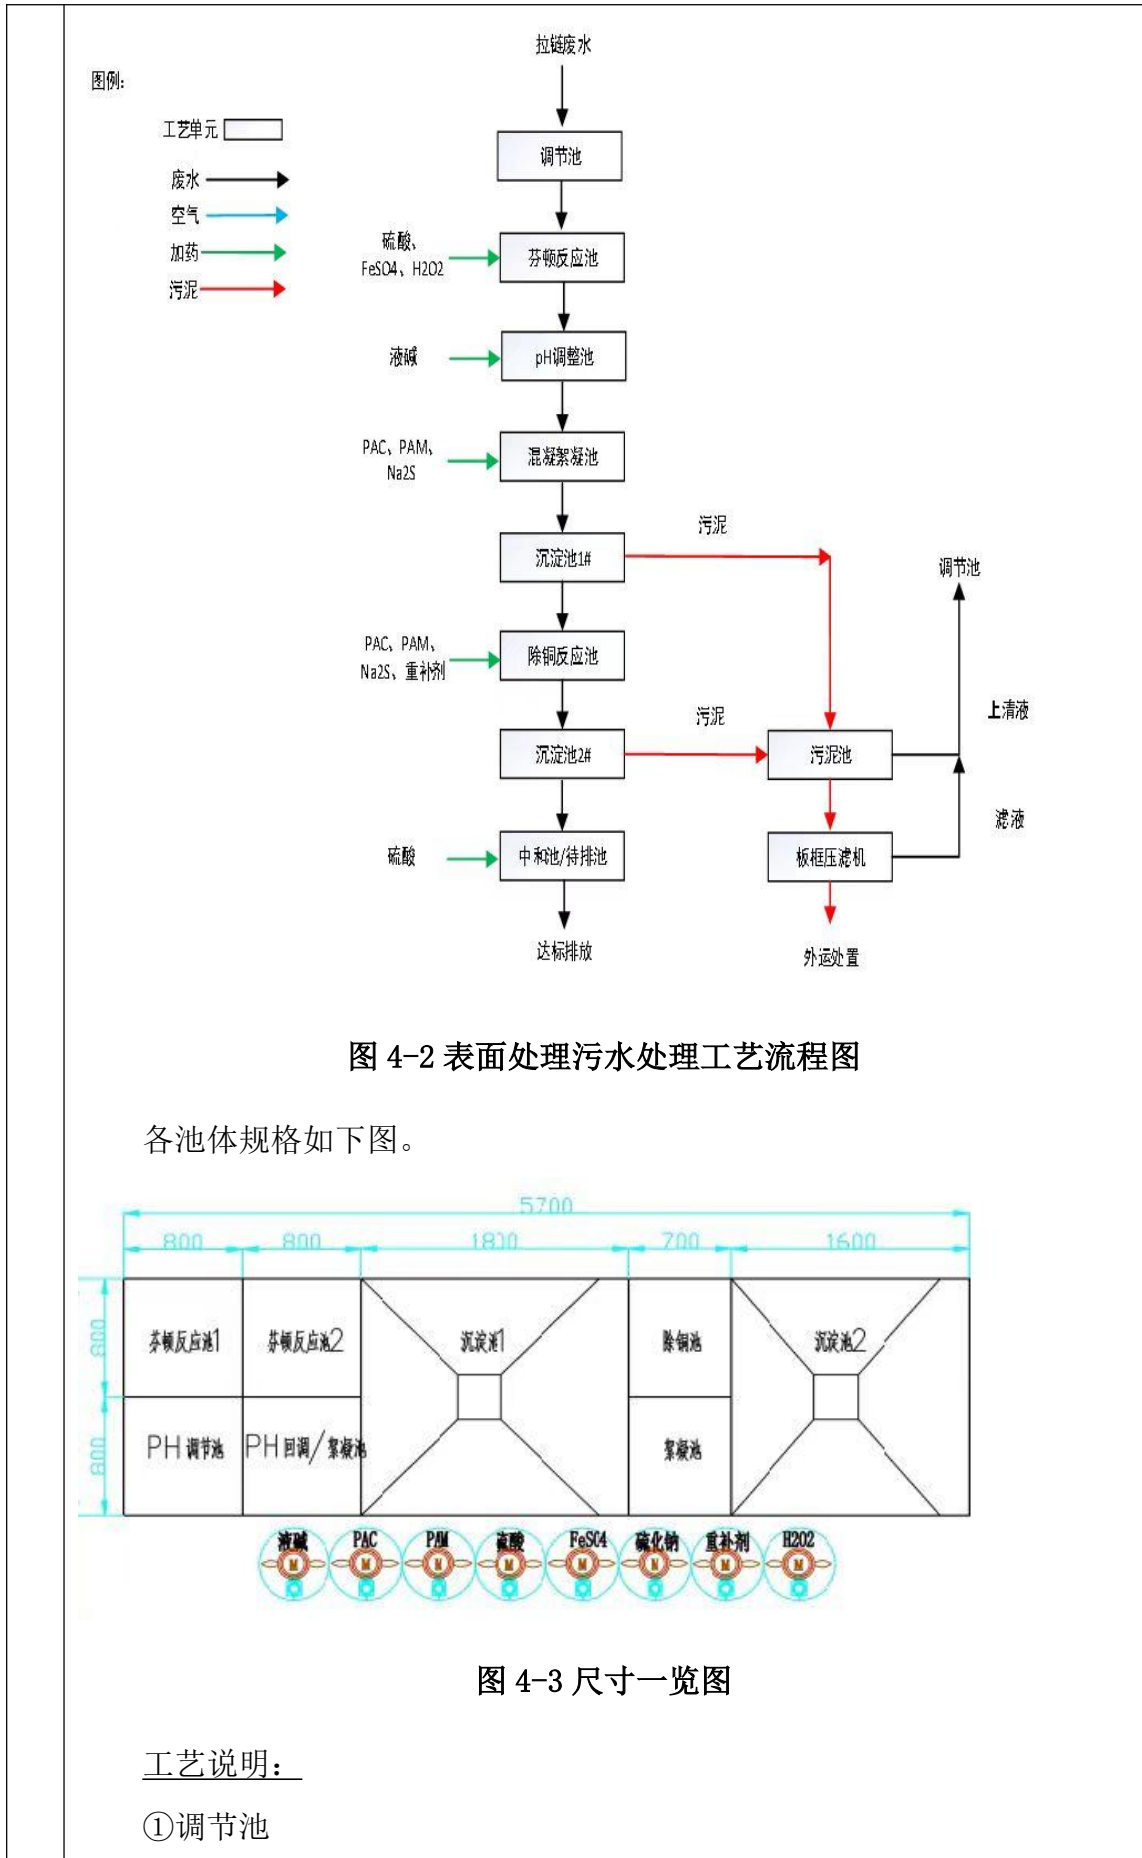 拉链废水
图例:
工艺单元
调节池
废水
空气
硫酸、
FeSO4、H2O2
芬顿反应池
加药
污泥
液碱
pH调整池
PAC、PAM、
Na2S
混凝絮凝池
污泥
沉淀池1#
调节池
PAC、PAM、
Na2S、重补剂
除铜反应池
污泥
上清液
沉淀池2#
污泥池
滤液
硫酸
中和池/待排池
板框压滤机
达标排放
外运处置
图 4-2 表面处理污水处理工艺流程图
各池体规格如下图。
5700
800 800 1800 700 1600
800
芬顿反应池1 芬顿反应池2 沉淀池1 除铜池 沉淀池2
800
PH调节池 PH回调/絮凝池 絮凝池
液碱 PAC PAM 硫酸 FeSO4 硫化钠 重补剂 H2O2
M M M M M M M M
图 4-3 尺寸一览图
工艺说明：
①调节池